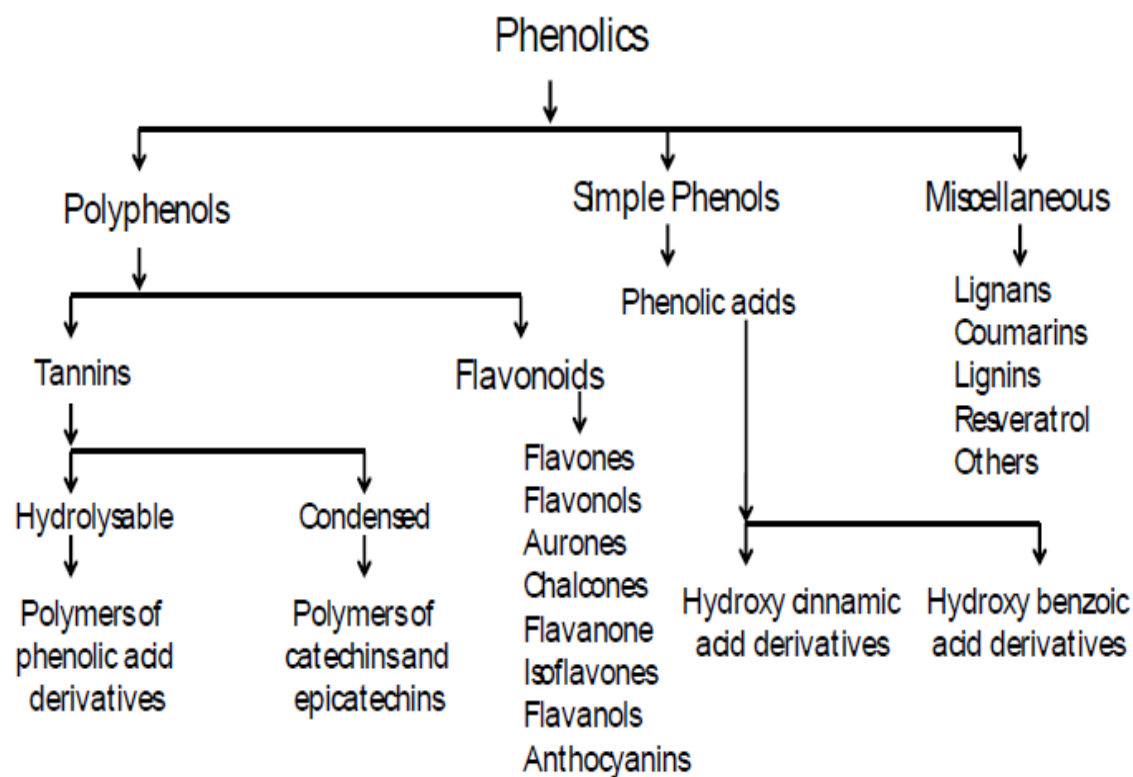 Phenolics
Polyphenols
Simple Phenols
Miscellaneous
Tannins
Flavonoids
Phenolic acids
Lignans
Coumarins
Lignins
Resveratrol
Others
Hydrolysable
Condensed
Flavones
Flavonols
Aurones
Chalcones
Flavanone
Isoflavones
Flavanols
Anthocyanins
Polymers of
phenolic acid
derivatives
Polymers of
catechins and
epicatechins
Hydroxy cinnamic
acid derivatives
Hydroxy benzoic
acid derivatives